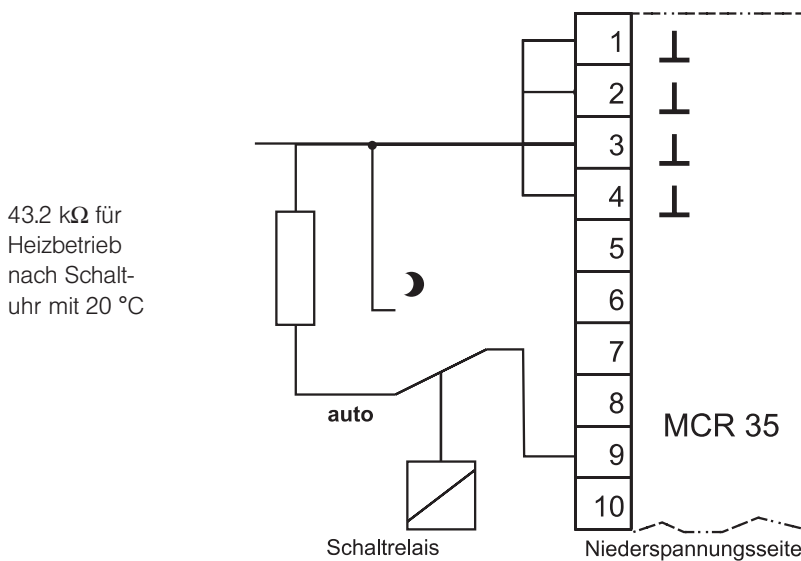 43.2 kΩ für
Heizbetrieb
nach Schalt-
uhr mit 20 °C
auto
Schaltrelais
1
2
3
4
5
6
7
8
9
10
MCR 35
Niederspannungsseite